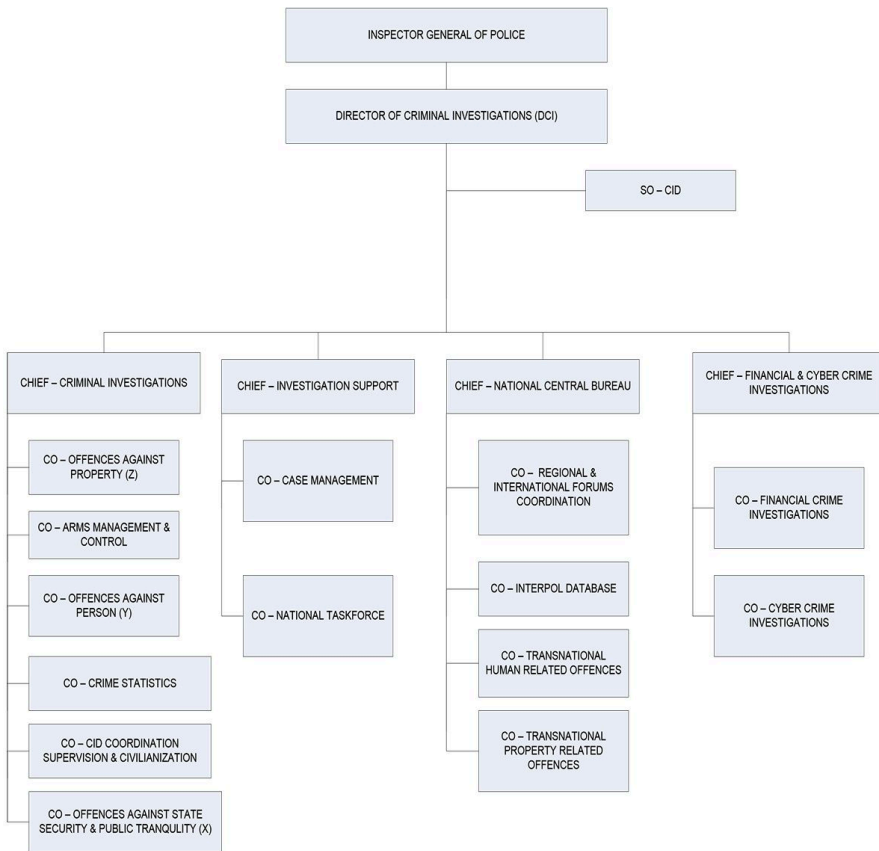 INSPECTOR GENERAL OF POLICE
DIRECTOR OF CRIMINAL INVESTIGATIONS (DCI)
SO – CID
CHIEF – CRIMINAL INVESTIGATIONS
CO – OFFENCES AGAINST
PROPERTY (Z)
CO – ARMS MANAGEMENT &
CONTROL
CO – OFFENCES AGAINST
PERSON (Y)
CO – CRIME STATISTICS
CO – CID COORDINATION
SUPERVISION & CIVILIANIZATION
CO – OFFENCES AGAINST STATE
SECURITY & PUBLIC TRANQULITY (X)
CHIEF – INVESTIGATION SUPPORT
CO – CASE MANAGEMENT
CO – NATIONAL TASKFORCE
CHIEF – NATIONAL CENTRAL BUREAU
CO – REGIONAL &
INTERNATIONAL FORUMS
COORDINATION
CO – INTERPOL DATABASE
CO – TRANSNATIONAL
HUMAN RELATED OFFENCES
CO – TRANSNATIONAL
PROPERTY RELATED
OFFENCES
CHIEF – FINANCIAL & CYBER CRIME
INVESTIGATIONS
CO – FINANCIAL CRIME
INVESTIGATIONS
CO – CYBER CRIME
INVESTIGATIONS